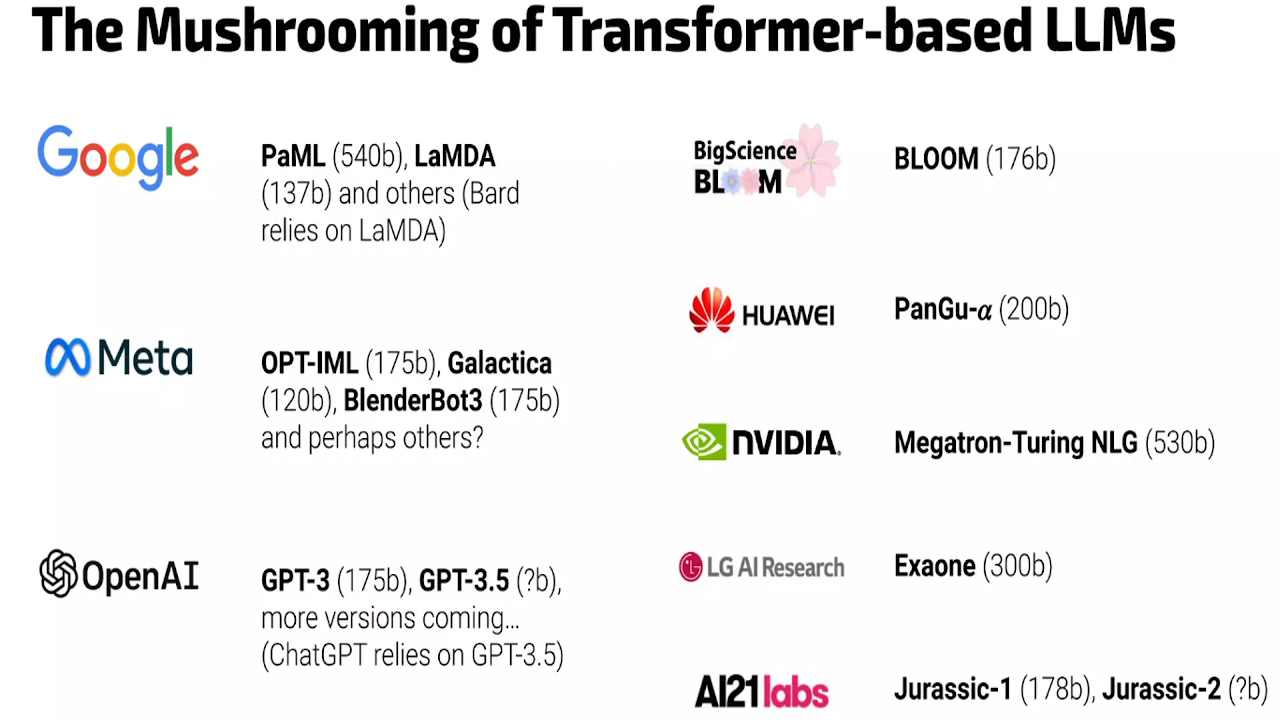 The Mushrooming of Transformer-based LLMs
Google
PaML (540b), LaMDA
(137b) and others (Bard
relies on LaMDA)
Meta
OPT-IML (175b), Galactica
(120b), BlenderBot3 (175b)
and perhaps others?
OpenAI
GPT-3 (175b), GPT-3.5 (?b),
more versions coming…
(ChatGPT relies on GPT-3.5)
BigScience
BLOOM
BLOOM (176b)
HUAWEI
PanGu-α (200b)
NVIDIA.
Megatron-Turing NLG (530b)
LG AI Research
Exaone (300b)
AI21labs
Jurassic-1 (178b), Jurassic-2 (?b)